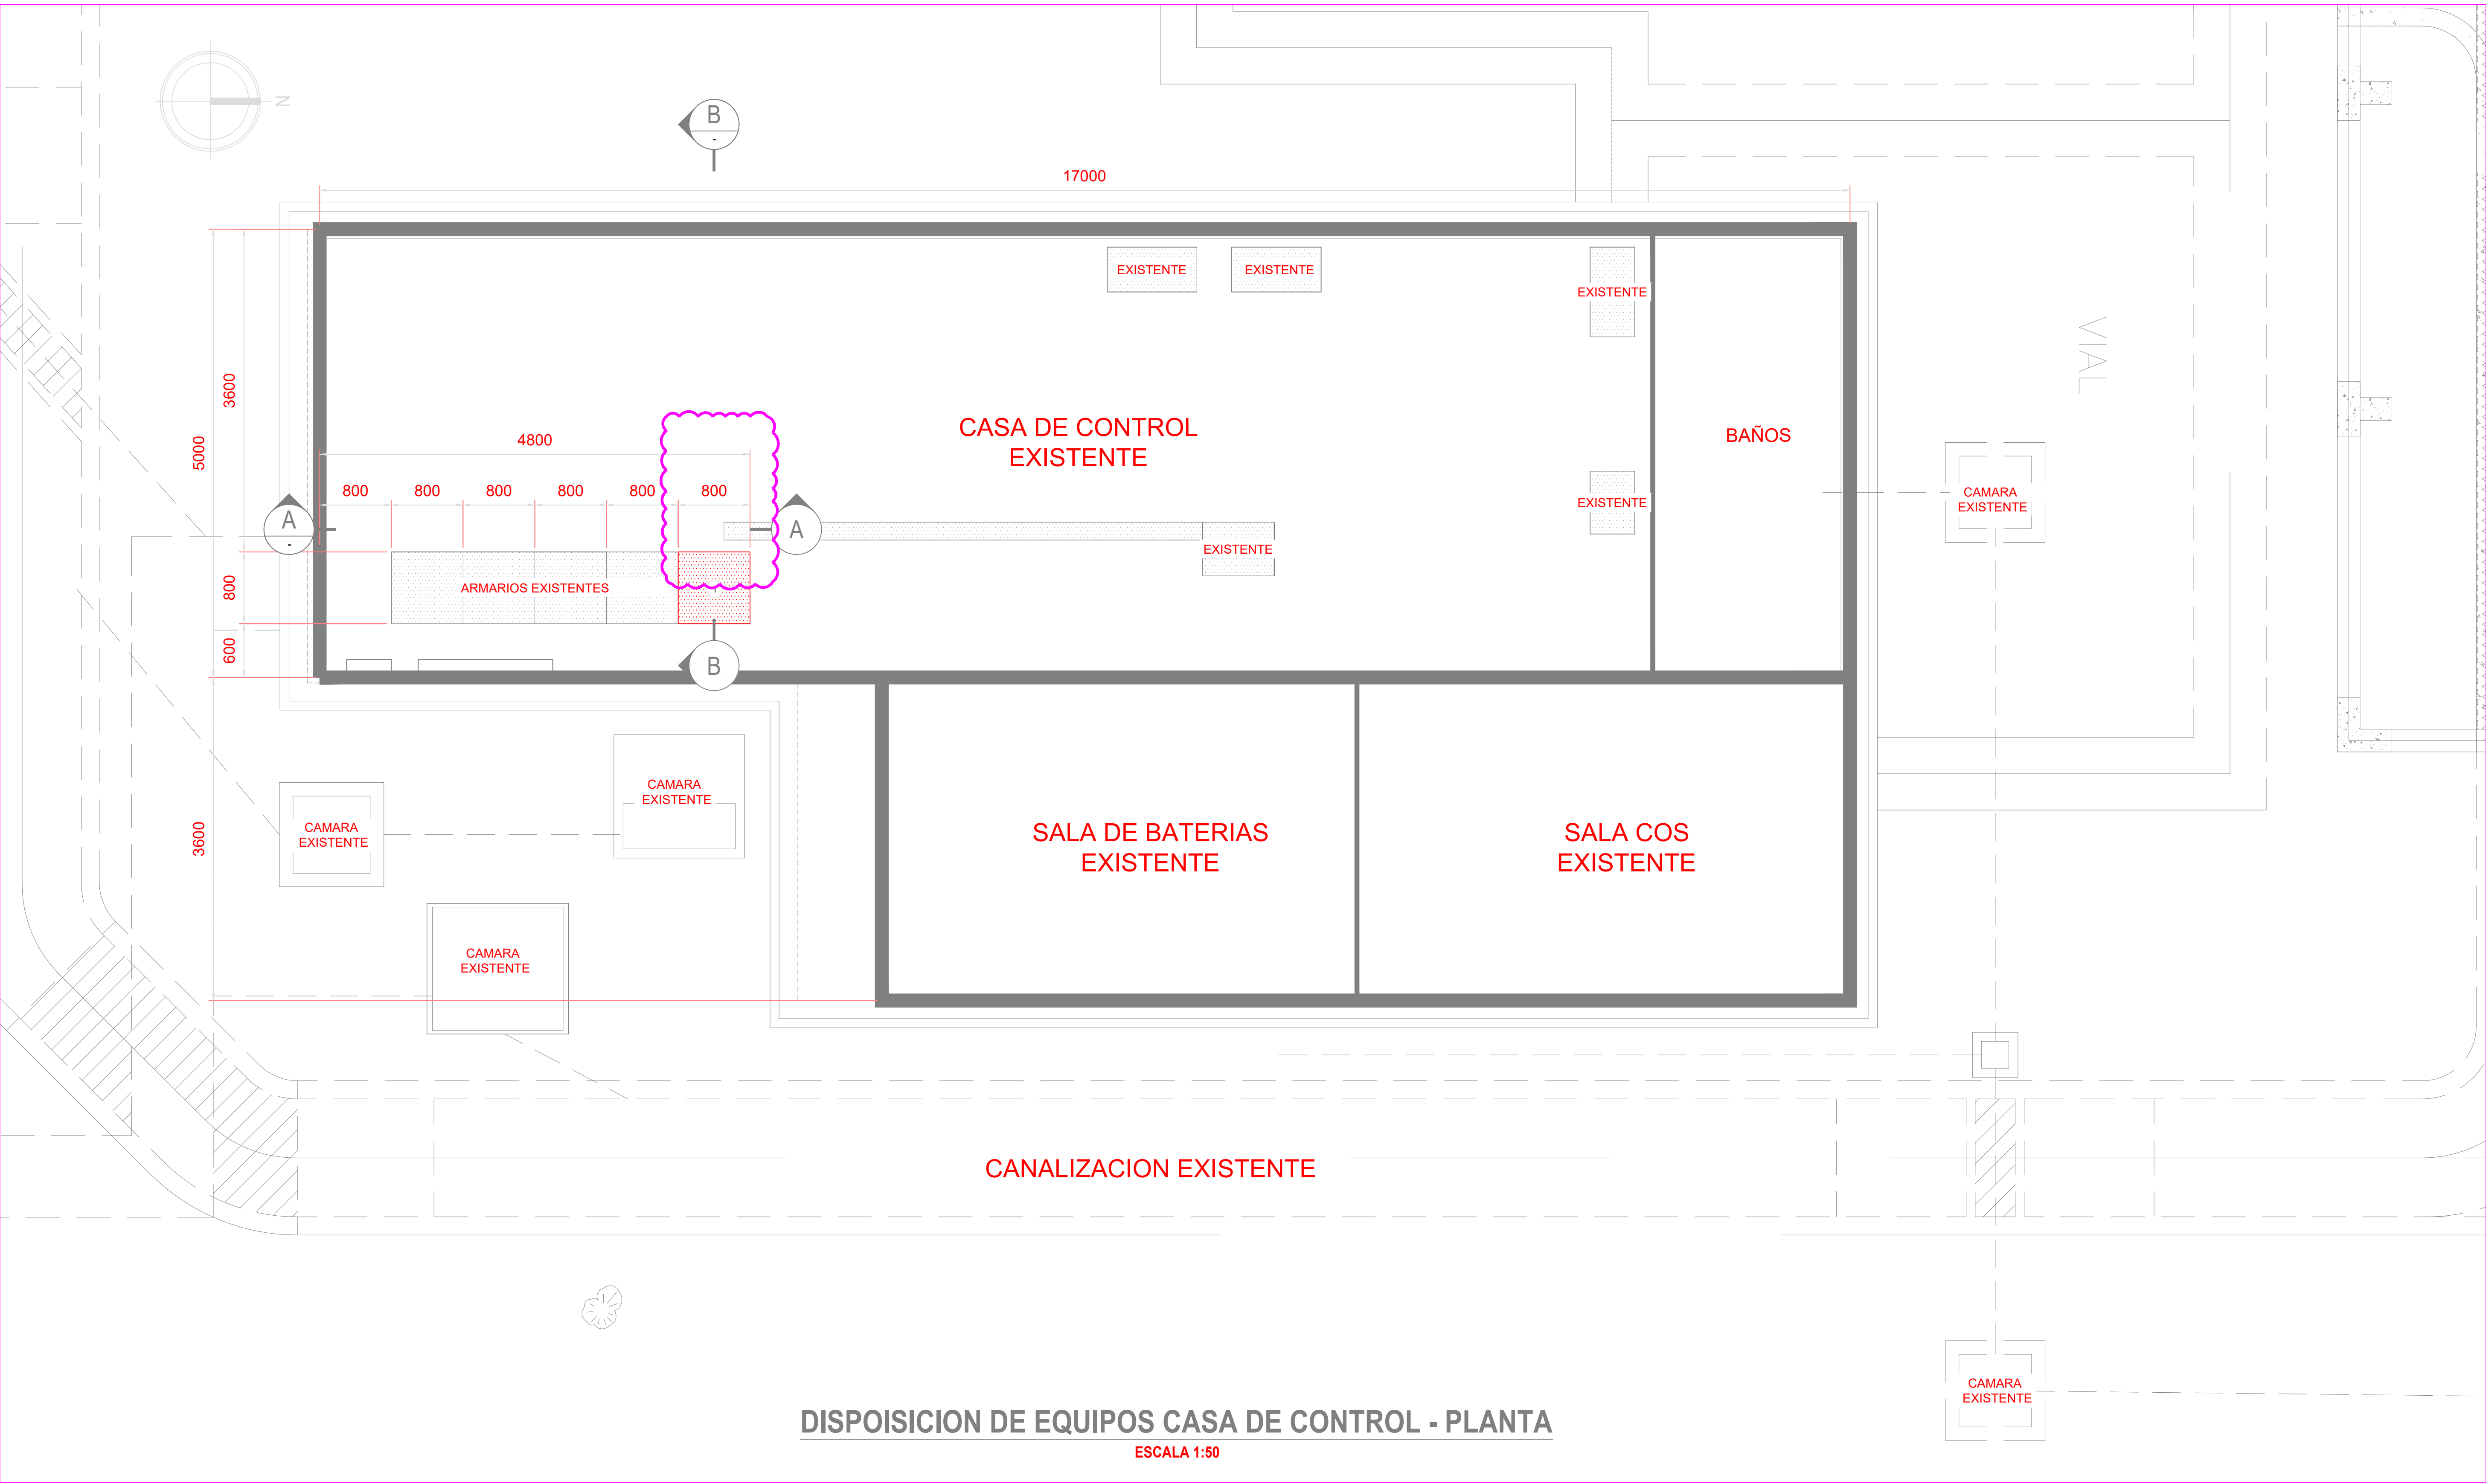 N
B
-
17000
EXISTENTE
EXISTENTE
EXISTENTE
VIAL
3600
5000
4800
CASA DE CONTROL
EXISTENTE
BAÑOS
800
800
800
800
800
800
CAMARA
EXISTENTE
EXISTENTE
A
-
A
EXISTENTE
800
ARMARIOS EXISTENTES
600
B
CAMARA
EXISTENTE
CAMARA
EXISTENTE
3600
SALA DE BATERIAS
EXISTENTE
SALA COS
EXISTENTE
CAMARA
EXISTENTE
CANALIZACION EXISTENTE
CAMARA
EXISTENTE
DISPOISICION DE EQUIPOS CASA DE CONTROL - PLANTA
ESCALA 1:50